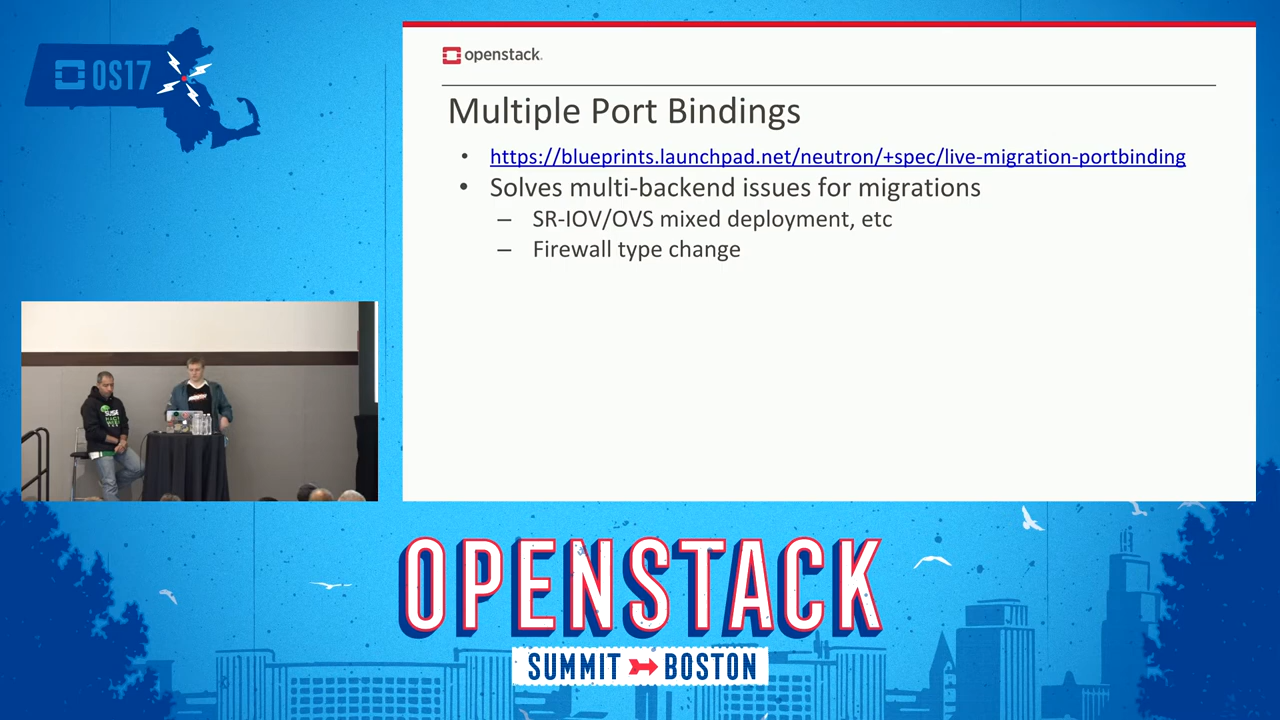 OS17
openstack.
Multiple Port Bindings
• https://blueprints.launchpad.net/neutron/+spec/live-migration-portbinding
• Solves multi-backend issues for migrations
– SR-IOV/OVS mixed deployment, etc
– Firewall type change
OPENSTACK
SUMMIT BOSTON